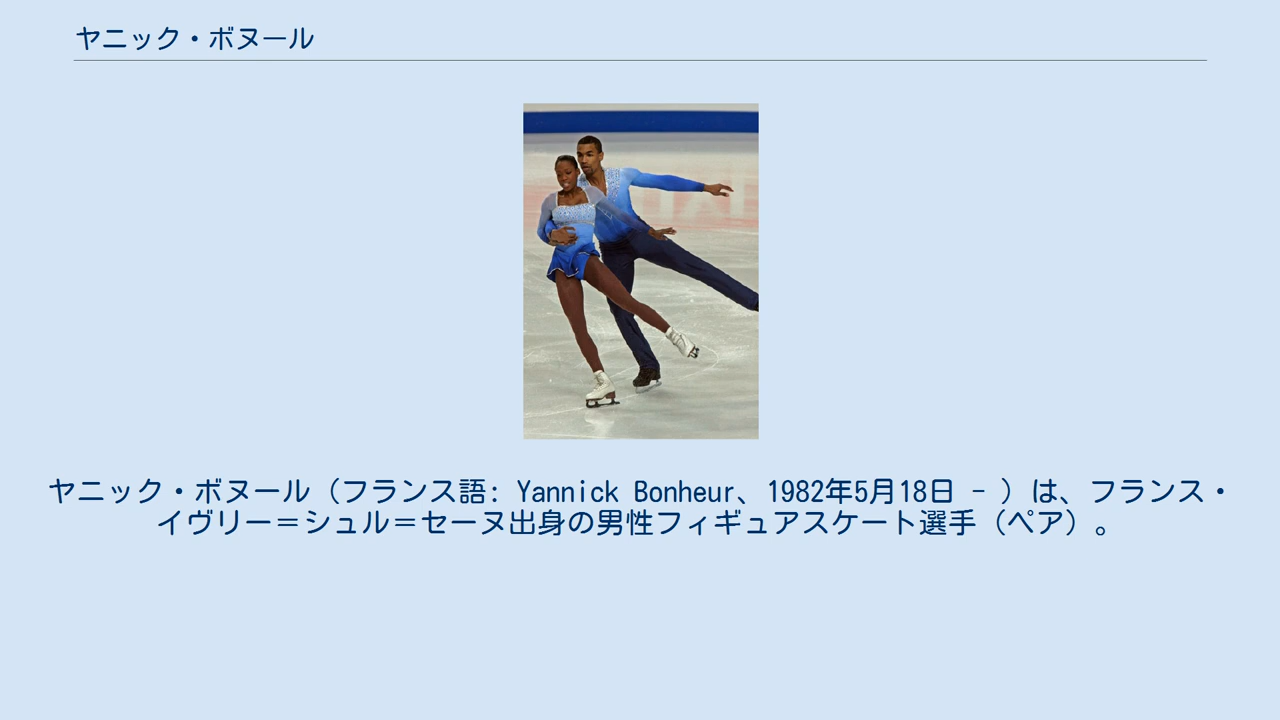 ヤニック・ボヌール
ヤニック・ボヌール（フランス語: Yannick Bonheur、1982年5月18日 - ）は、フランス・
イヴリー＝シュル＝セーヌ出身の男性フィギュアスケート選手（ペア）。